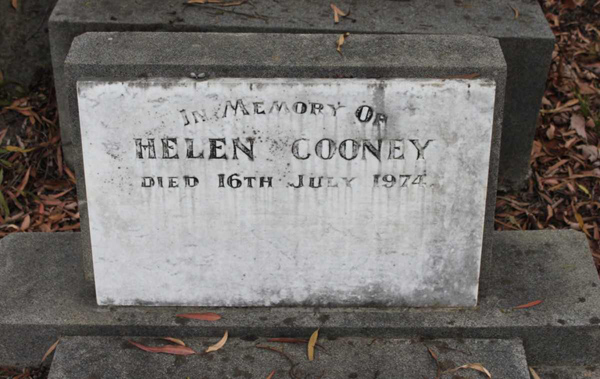 In Memory Of
HELEN COONEY
DIED 16TH JULY 1974